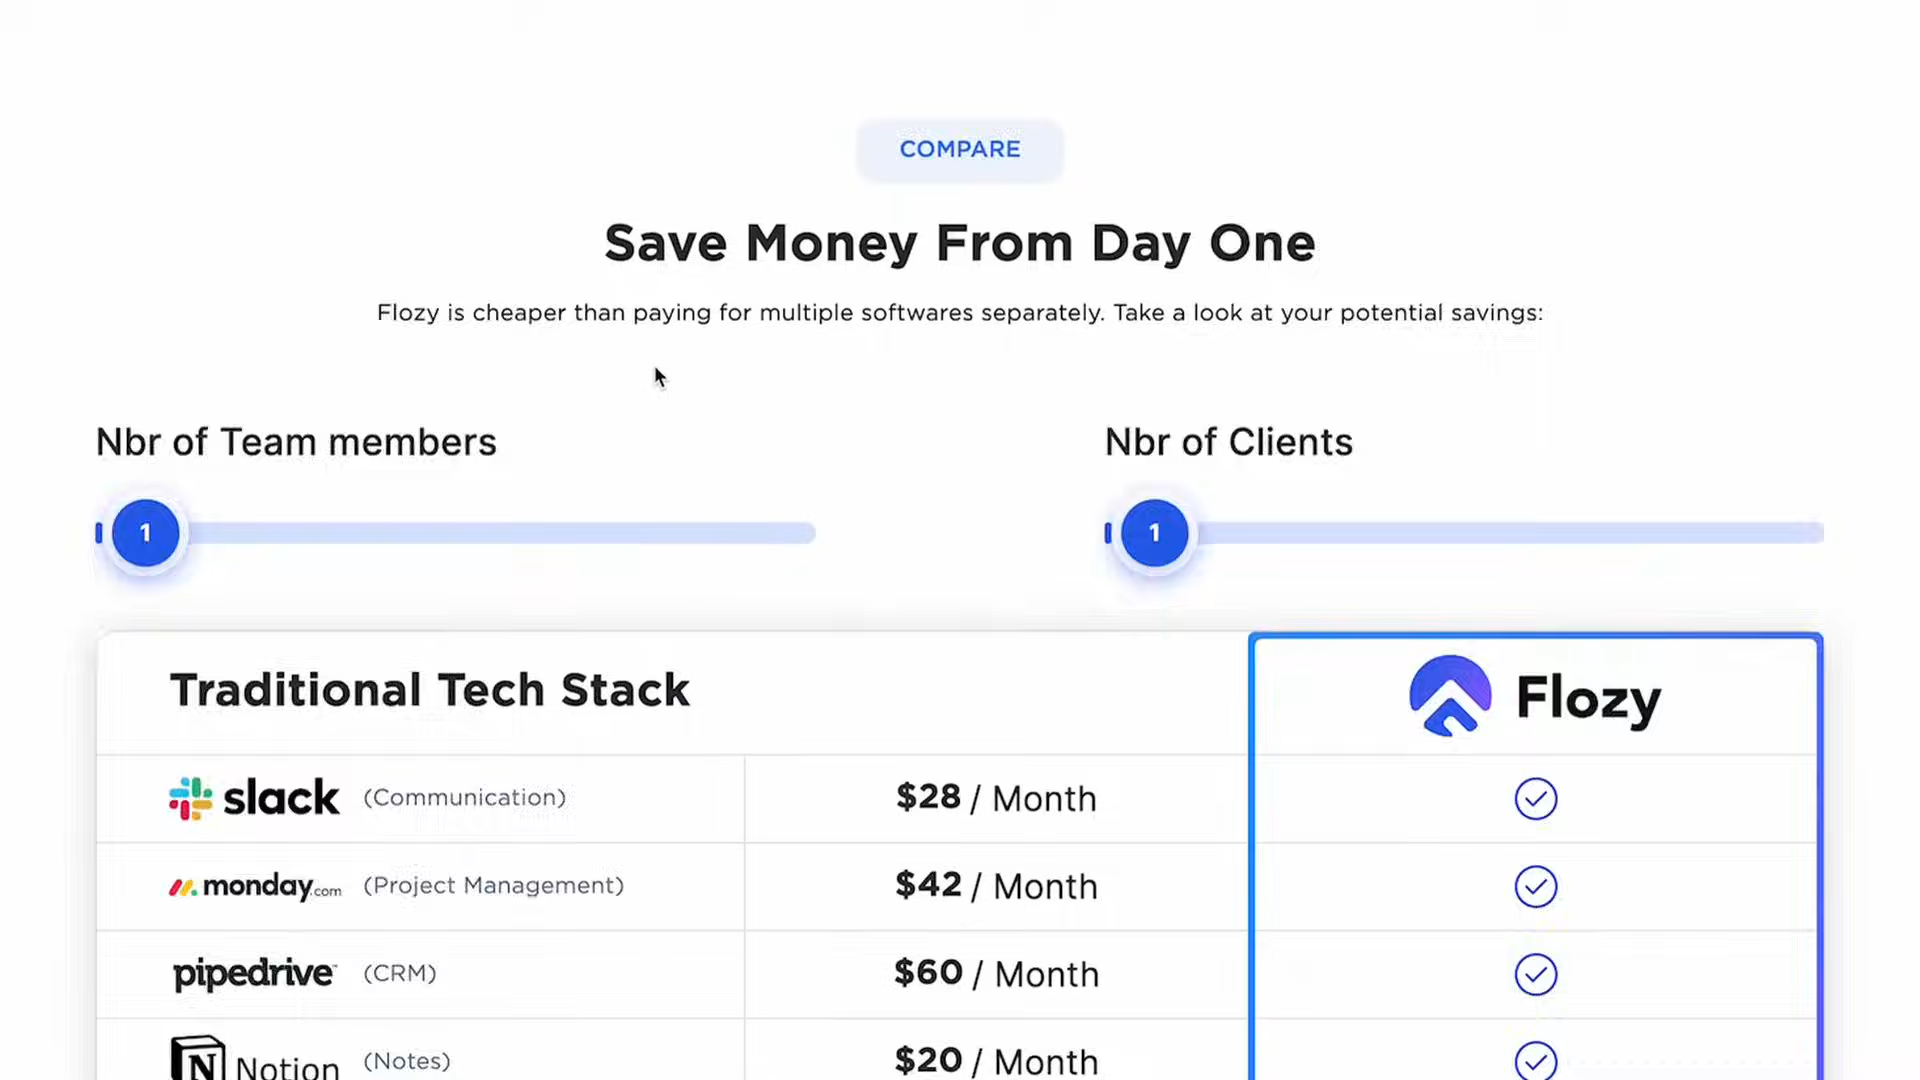 COMPARE
Save Money From Day One
Flozy is cheaper than paying for multiple softwares separately. Take a look at your potential savings:
Nbr of Team members
Nbr of Clients
1
1
Traditional Tech Stack
Flozy
slack (Communication) $28 / Month
monday.com (Project Management) $42 / Month
pipedrive™ (CRM) $60 / Month
N Notion (Notes) $20 / Month